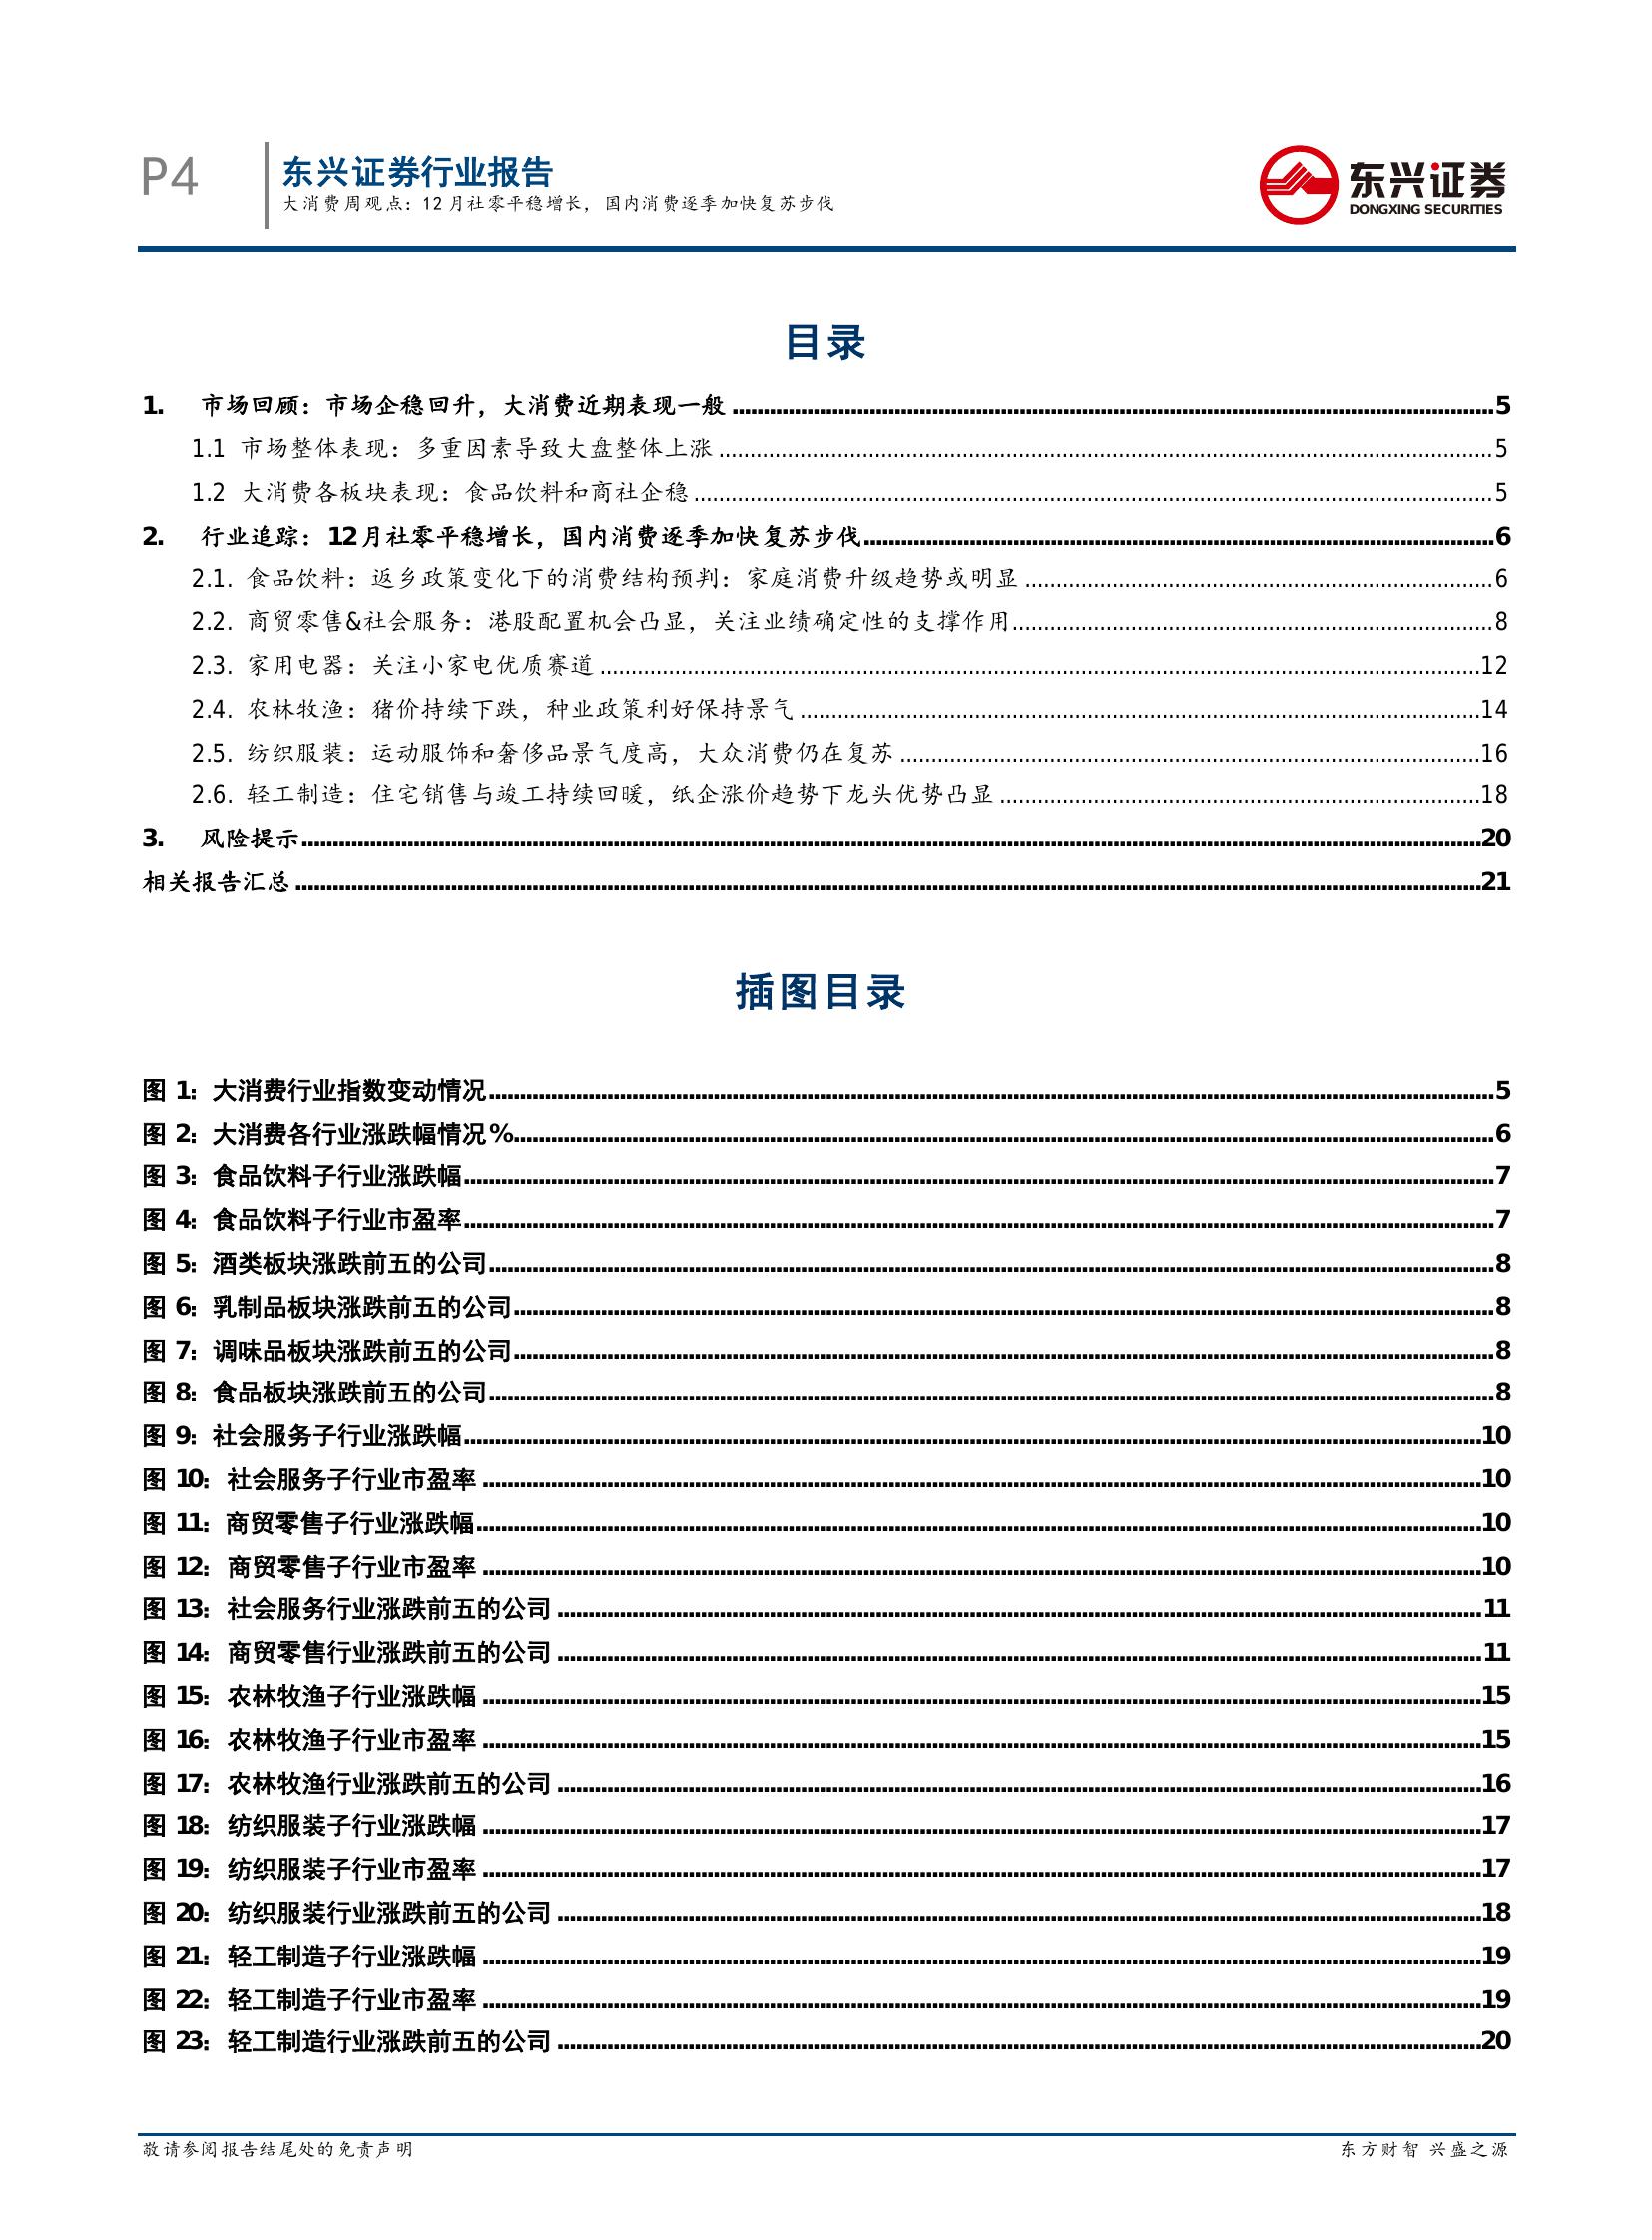 P4
东兴证券行业报告
大消费周观点：12 月社零平稳增长，国内消费逐季加快复苏步伐
东兴证券
DONGXING SECURITIES
目录
1. 市场回顾：市场企稳回升，大消费近期表现一般 5
1.1 市场整体表现：多重因素导致大盘整体上涨 5
1.2 大消费各板块表现：食品饮料和商社企稳 5
2. 行业追踪：12 月社零平稳增长，国内消费逐季加快复苏步伐 6
2.1. 食品饮料：返乡政策变化下的消费结构预判：家庭消费升级趋势或明显 6
2.2. 商贸零售&社会服务：港股配置机会凸显，关注业绩确定性的支撑作用 8
2.3. 家用电器：关注小家电优质赛道 12
2.4. 农林牧渔：猪价持续下跌，种业政策利好保持景气 14
2.5. 纺织服装：运动服饰和奢侈品景气度高，大众消费仍在复苏 16
2.6. 轻工制造：住宅销售与竣工持续回暖，纸企涨价趋势下龙头优势凸显 18
3. 风险提示 20
相关报告汇总 21
插图目录
图 1：大消费行业指数变动情况 5
图 2：大消费各行业涨跌幅情况% 6
图 3：食品饮料子行业涨跌幅 7
图 4：食品饮料子行业市盈率 7
图 5：酒类板块涨跌前五的公司 8
图 6：乳制品板块涨跌前五的公司 8
图 7：调味品板块涨跌前五的公司 8
图 8：食品板块涨跌前五的公司 8
图 9：社会服务子行业涨跌幅 10
图 10：社会服务子行业市盈率 10
图 11：商贸零售子行业涨跌幅 10
图 12：商贸零售子行业市盈率 10
图 13：社会服务行业涨跌前五的公司 11
图 14：商贸零售行业涨跌前五的公司 11
图 15：农林牧渔子行业涨跌幅 15
图 16：农林牧渔子行业市盈率 15
图 17：农林牧渔行业涨跌前五的公司 16
图 18：纺织服装子行业涨跌幅 17
图 19：纺织服装子行业市盈率 17
图 20：纺织服装行业涨跌前五的公司 18
图 21：轻工制造子行业涨跌幅 19
图 22：轻工制造子行业市盈率 19
图 23：轻工制造行业涨跌前五的公司 20
敬请参阅报告结尾处的免责声明
东方财智 兴盛之源